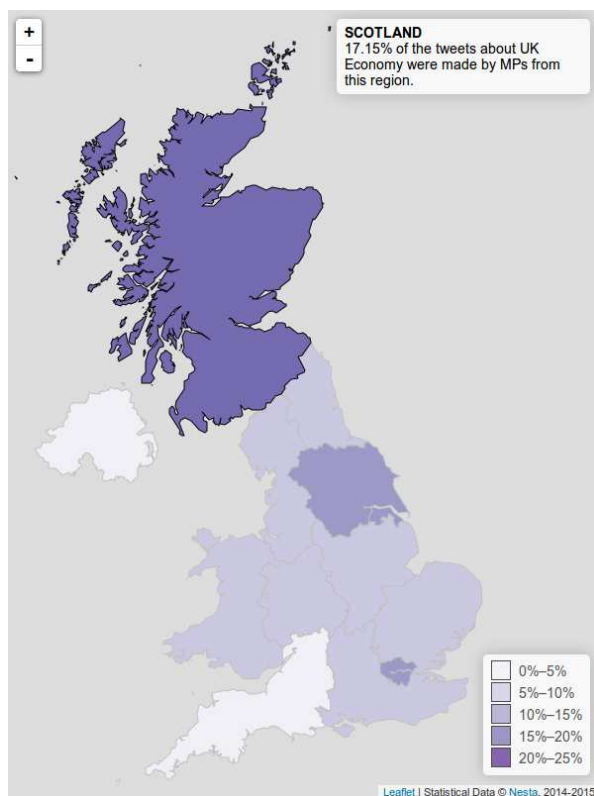 +
-
SCOTLAND
17.15% of the tweets about UK
Economy were made by MPs from
this region.
0%–5%
5%–10%
10%–15%
15%–20%
20%–25%
Leaflet | Statistical Data © Nesta, 2014-2015